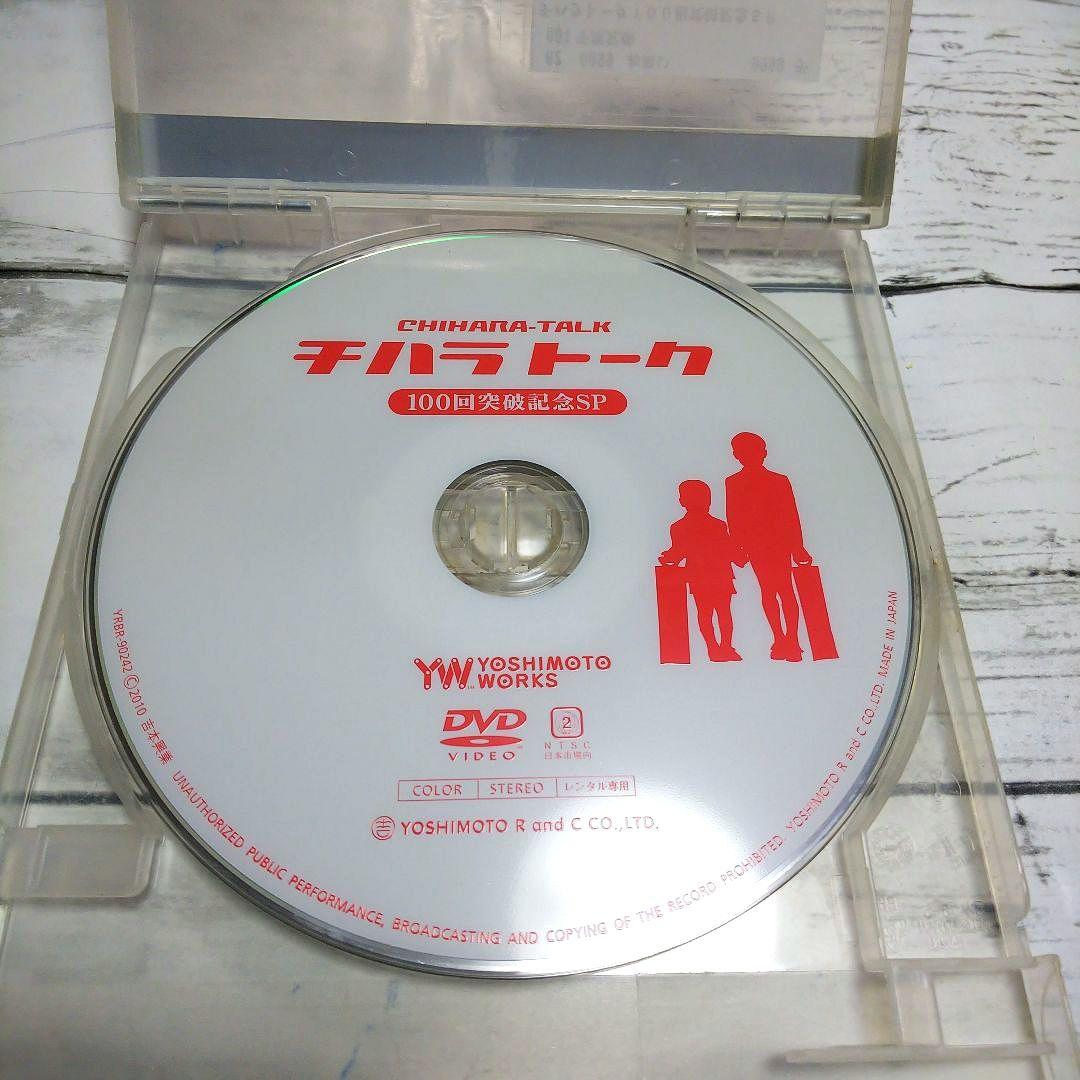 CHIHARA-TALK
チハラトーク
100回突破記念SP
YW YOSHIMOTO
WORKS
DVD
VIDEO
2
NTSC
日本市場向
COLOR STEREO レンタル専用
YOSHIMOTO R and C CO.,LTD.
YRBR-90242 ©2010 吉本興業 UNAUTHORIZED PUBLIC PERFORMANCE, BROADCASTING AND COPYING OF THE RECORD PROHIBITED. YOSHIMOTO R and C CO.,LTD. MADE IN JAPAN